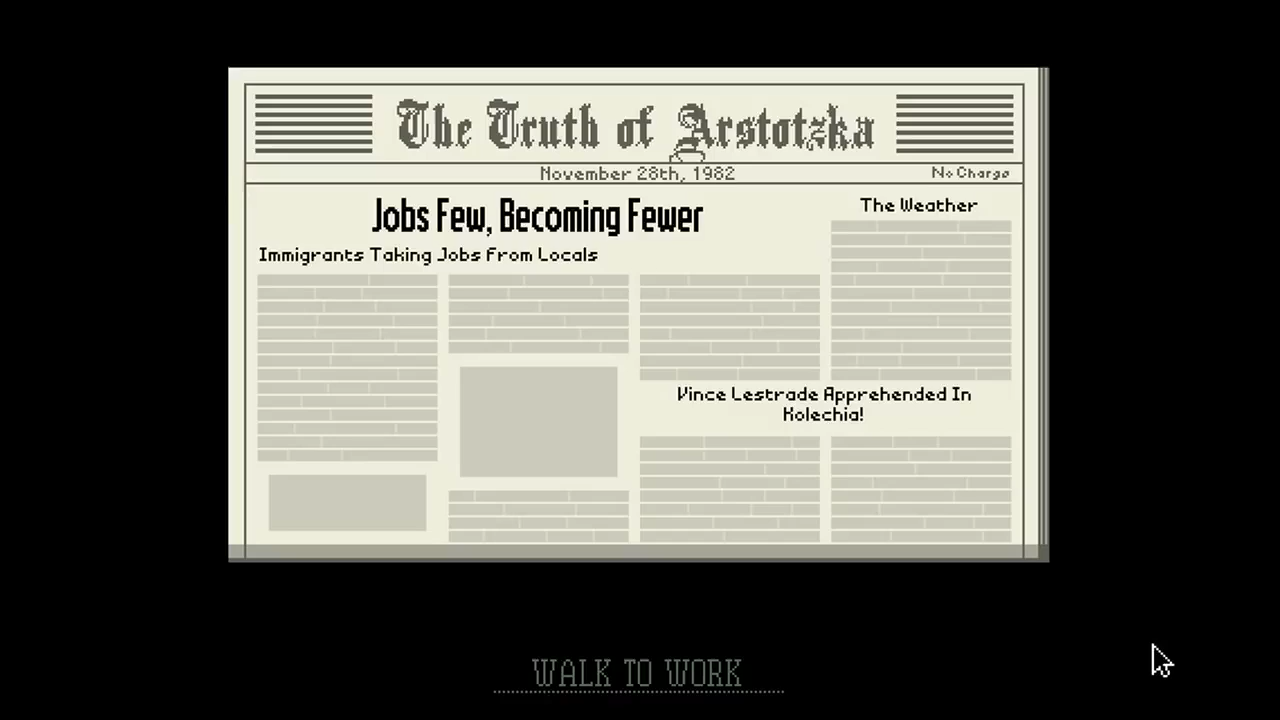 The Truth of Arstotzka
November 28th, 1982
No Charge
Jobs Few, Becoming Fewer
Immigrants Taking Jobs From Locals
The Weather
Vince Lestrade Apprehended In
Kolechia!
WALK TO WORK